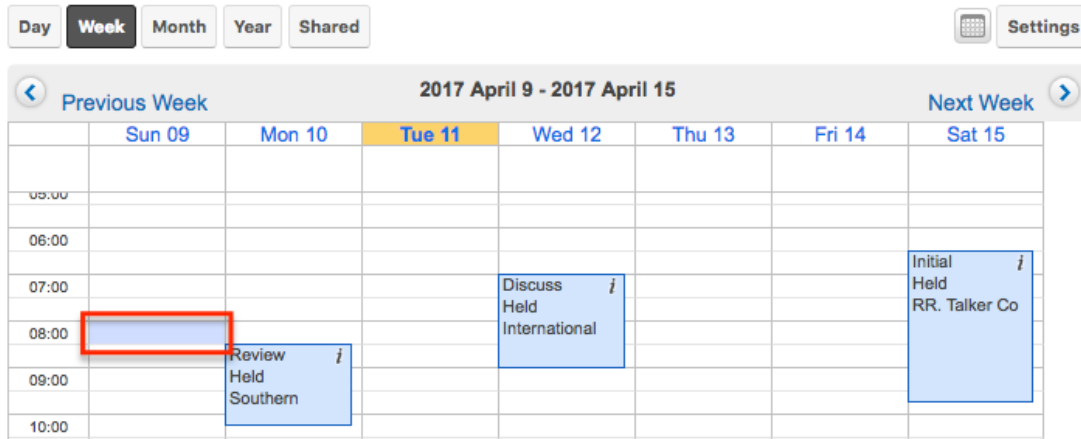 Day Week Month Year Shared Settings
Previous Week 2017 April 9 - 2017 April 15 Next Week
Sun 09 Mon 10 Tue 11 Wed 12 Thu 13 Fri 14 Sat 15
05:00
06:00
Initial i
07:00 Discuss i Held
Held RR. Talker Co
08:00 International
Review i
09:00 Held
Southern
10:00